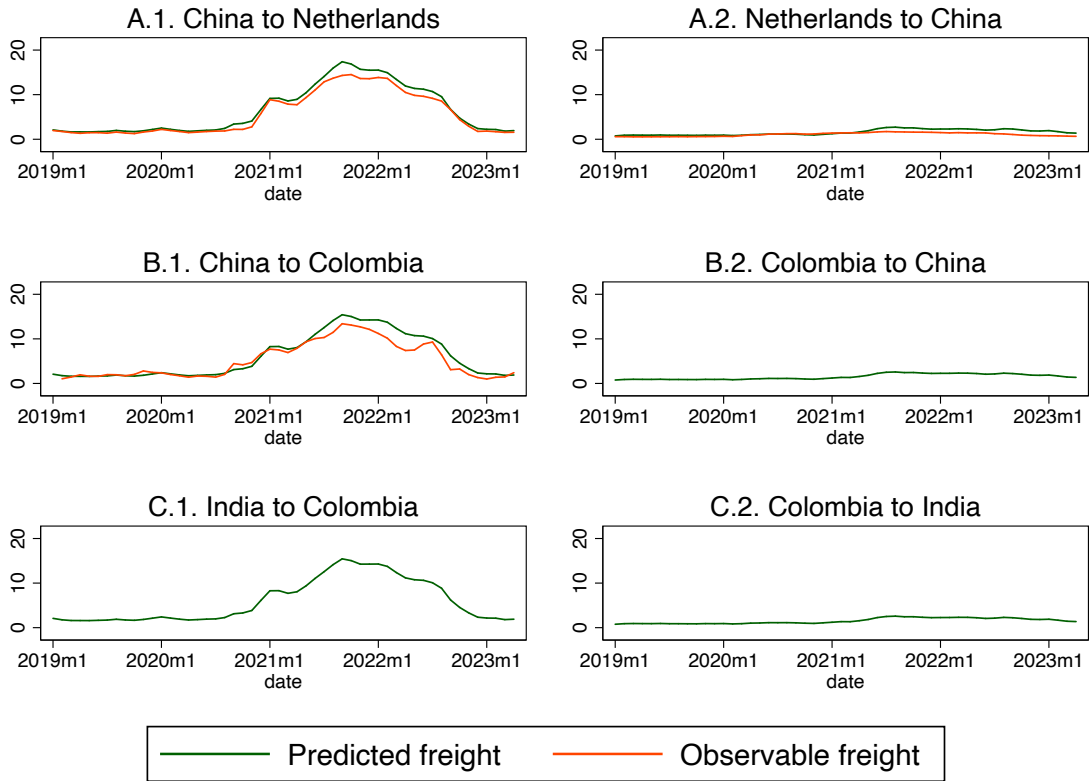 A.1. China to Netherlands
20
10
0
2019m1 2020m1 2021m1 2022m1 2023m1
date
A.2. Netherlands to China
20
10
0
2019m1 2020m1 2021m1 2022m1 2023m1
date
B.1. China to Colombia
20
10
0
2019m1 2020m1 2021m1 2022m1 2023m1
date
B.2. Colombia to China
20
10
0
2019m1 2020m1 2021m1 2022m1 2023m1
date
C.1. India to Colombia
20
10
0
2019m1 2020m1 2021m1 2022m1 2023m1
date
C.2. Colombia to India
20
10
0
2019m1 2020m1 2021m1 2022m1 2023m1
date
Predicted freight Observable freight